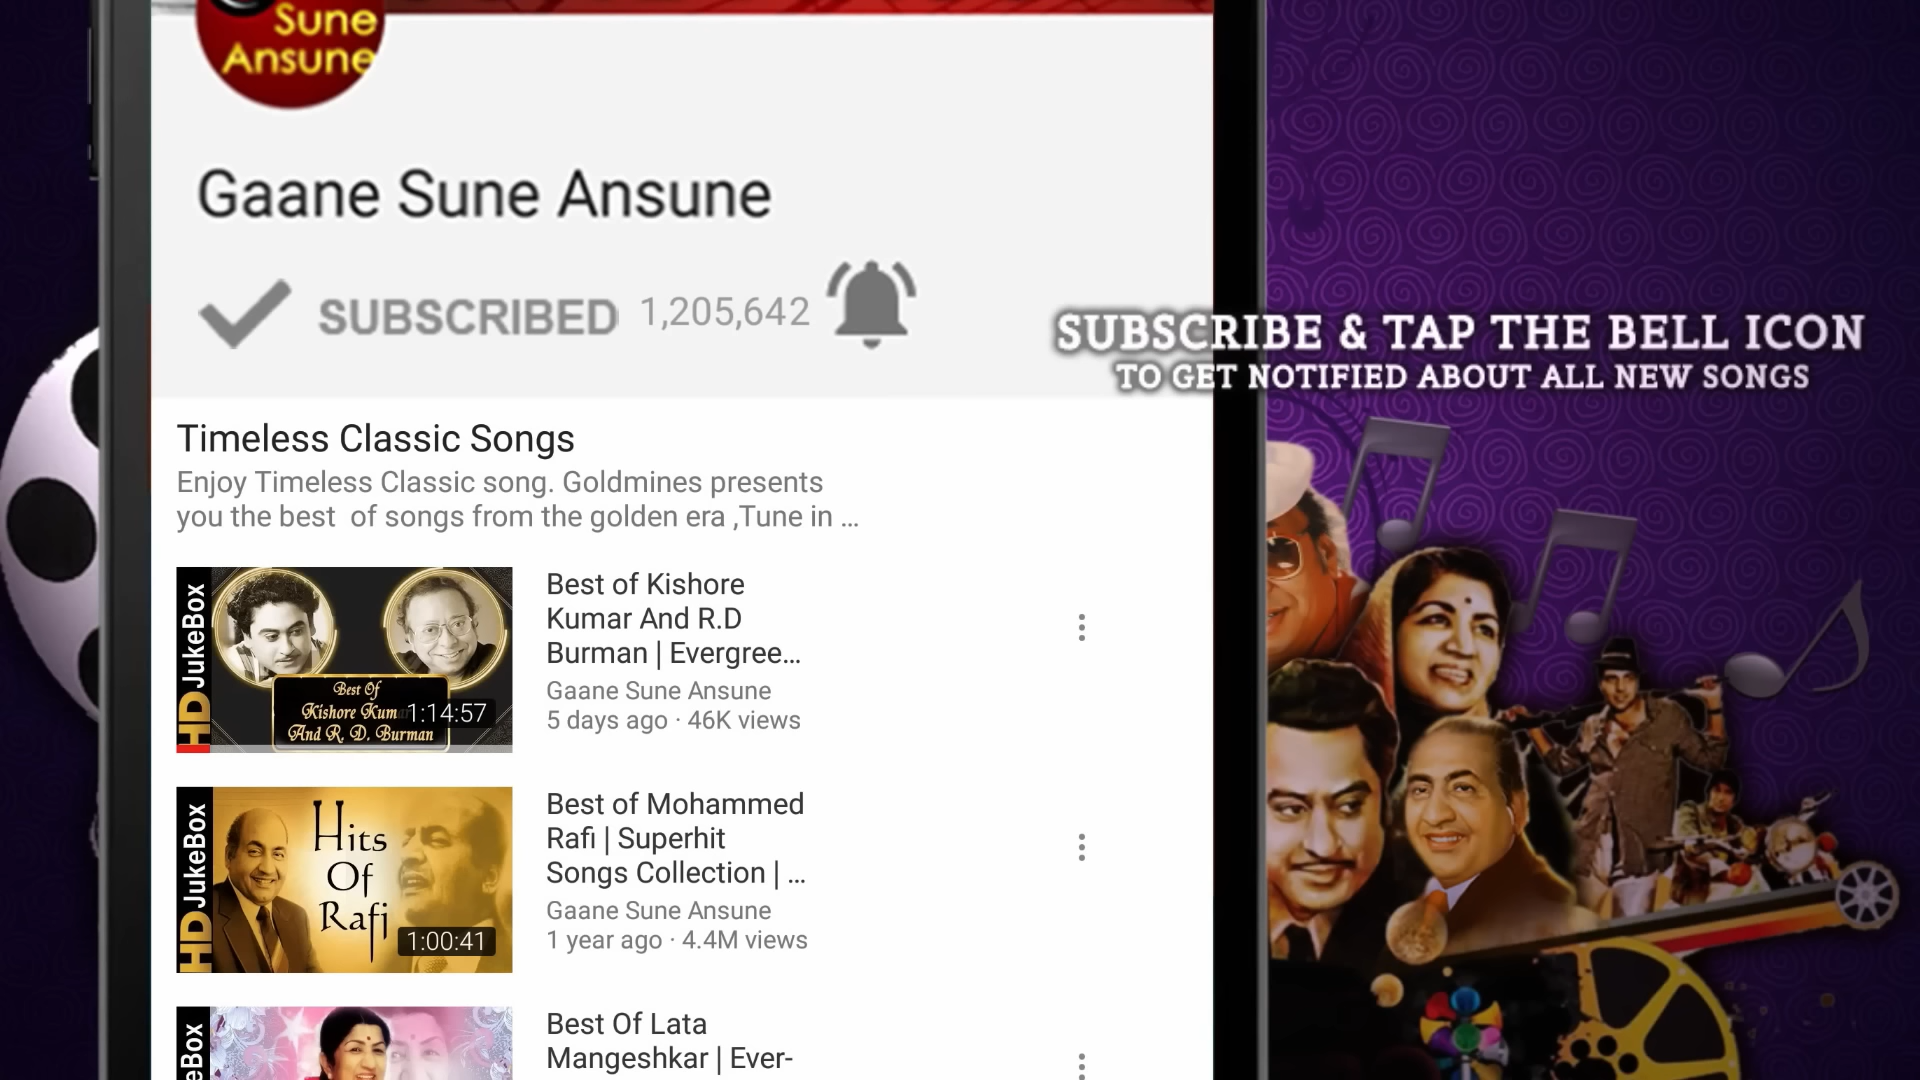 Sune
Ansune
Gaane Sune Ansune
SUBSCRIBED 1,205,642
SUBSCRIBE & TAP THE BELL ICON
TO GET NOTIFIED ABOUT ALL NEW SONGS
Timeless Classic Songs
Enjoy Timeless Classic song. Goldmines presents
you the best of songs from the golden era ,Tune in ...
HD JukeBox
Best Of
Kishore Kumar
And R. D. Burman
1:14:57
Best of Kishore
Kumar And R.D
Burman | Evergree...
Gaane Sune Ansune
5 days ago · 46K views
HD JukeBox
Hits
Of
Rafi
1:00:41
Best of Mohammed
Rafi | Superhit
Songs Collection | ...
Gaane Sune Ansune
1 year ago · 4.4M views
eBox
Best Of Lata
Mangeshkar | Ever-